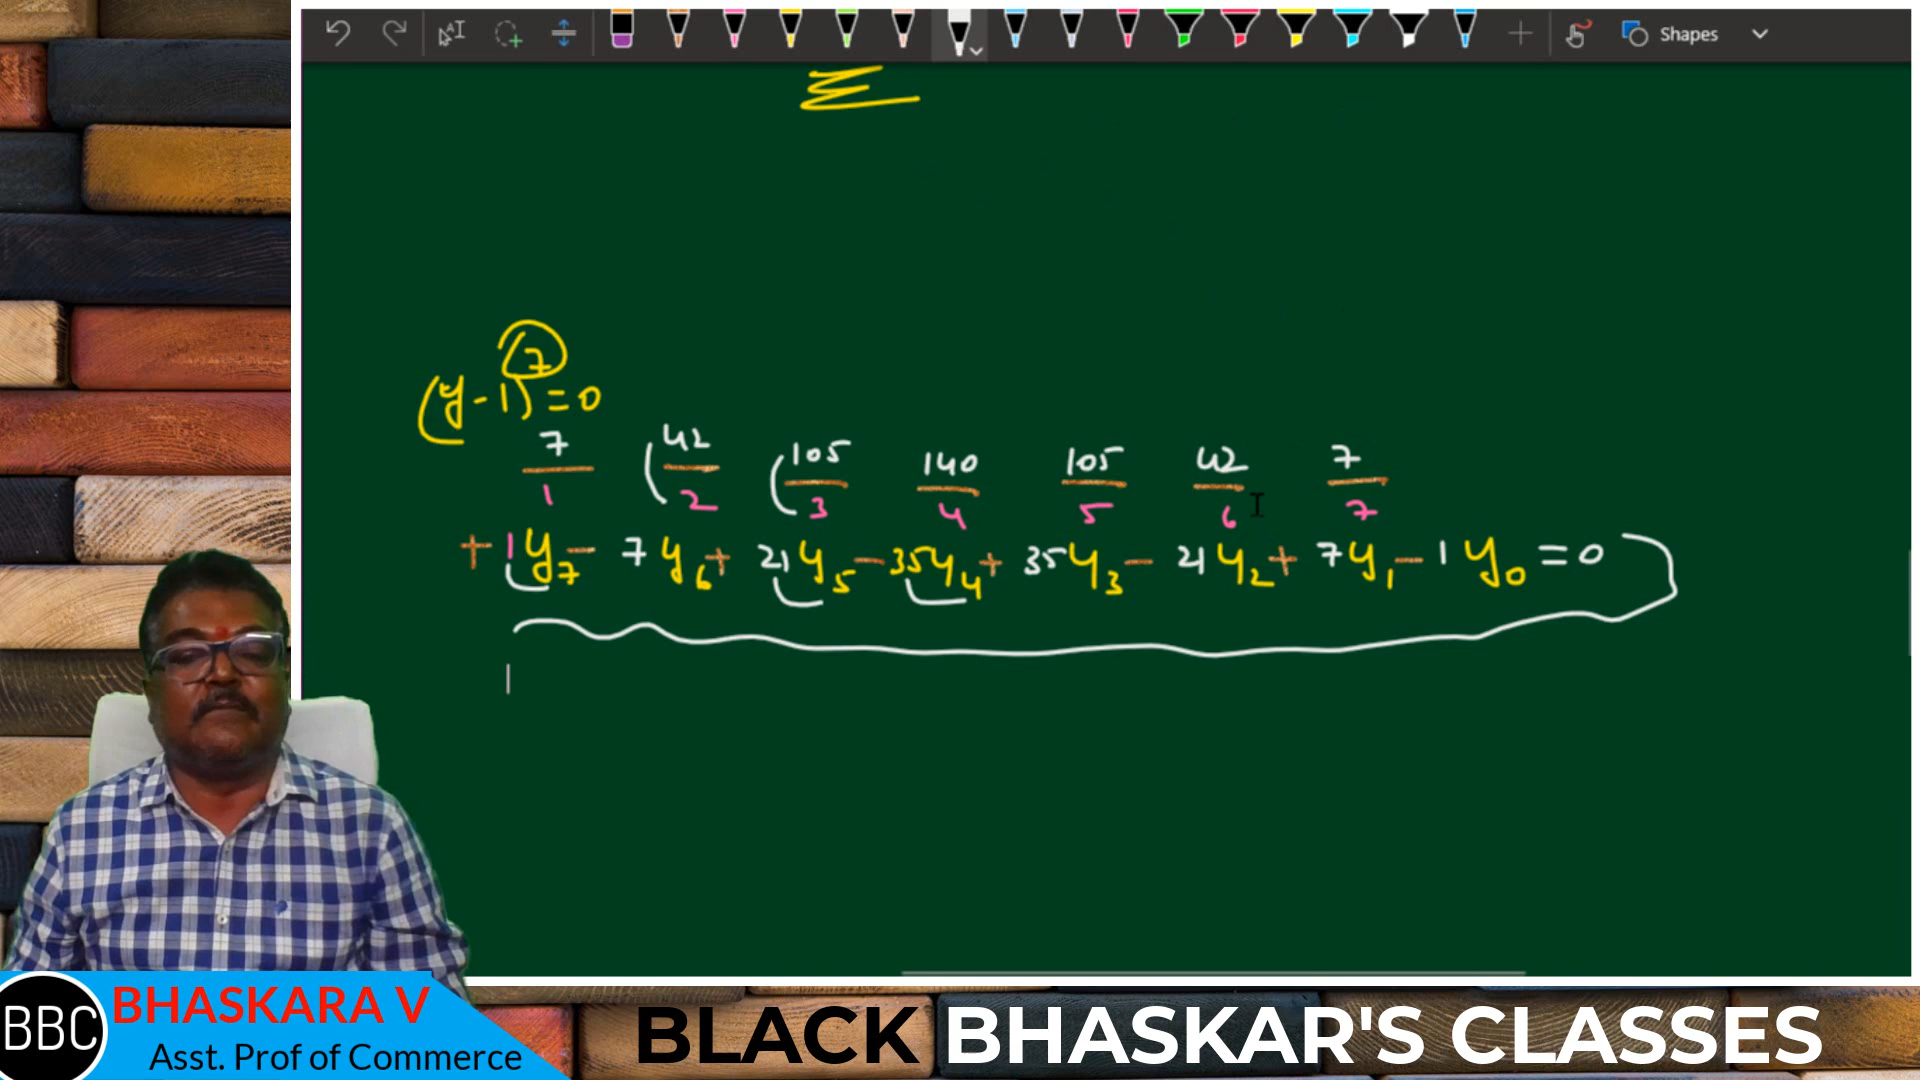 Shapes
(y-1)⁷=0
7/1 42/2 105/3 140/4 105/5 42/6 7/7
+1y₇-7y₆+21y₅-35y₄+35y₃-21y₂+7y₁-1y₀=0
BBC
BHASKARA V
Asst. Prof of Commerce
BLACK BHASKAR'S CLASSES